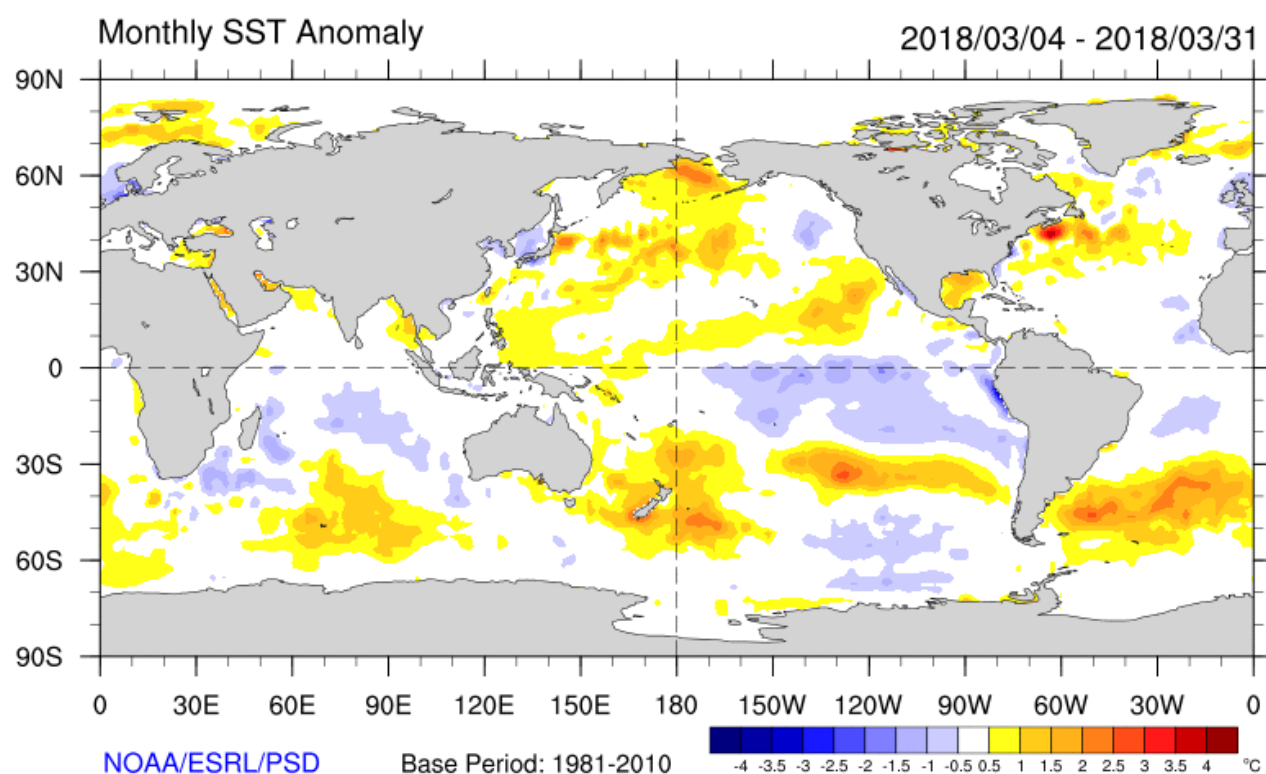 Monthly SST Anomaly 2018/03/04 - 2018/03/31
90N
60N
30N
0
30S
60S
90S
0 30E 60E 90E 120E 150E 180 150W 120W 90W 60W 30W 0
NOAA/ESRL/PSD Base Period: 1981-2010
-4 -3.5 -3 -2.5 -2 -1.5 -1 -0.5 0.5 1 1.5 2 2.5 3 3.5 4 °C